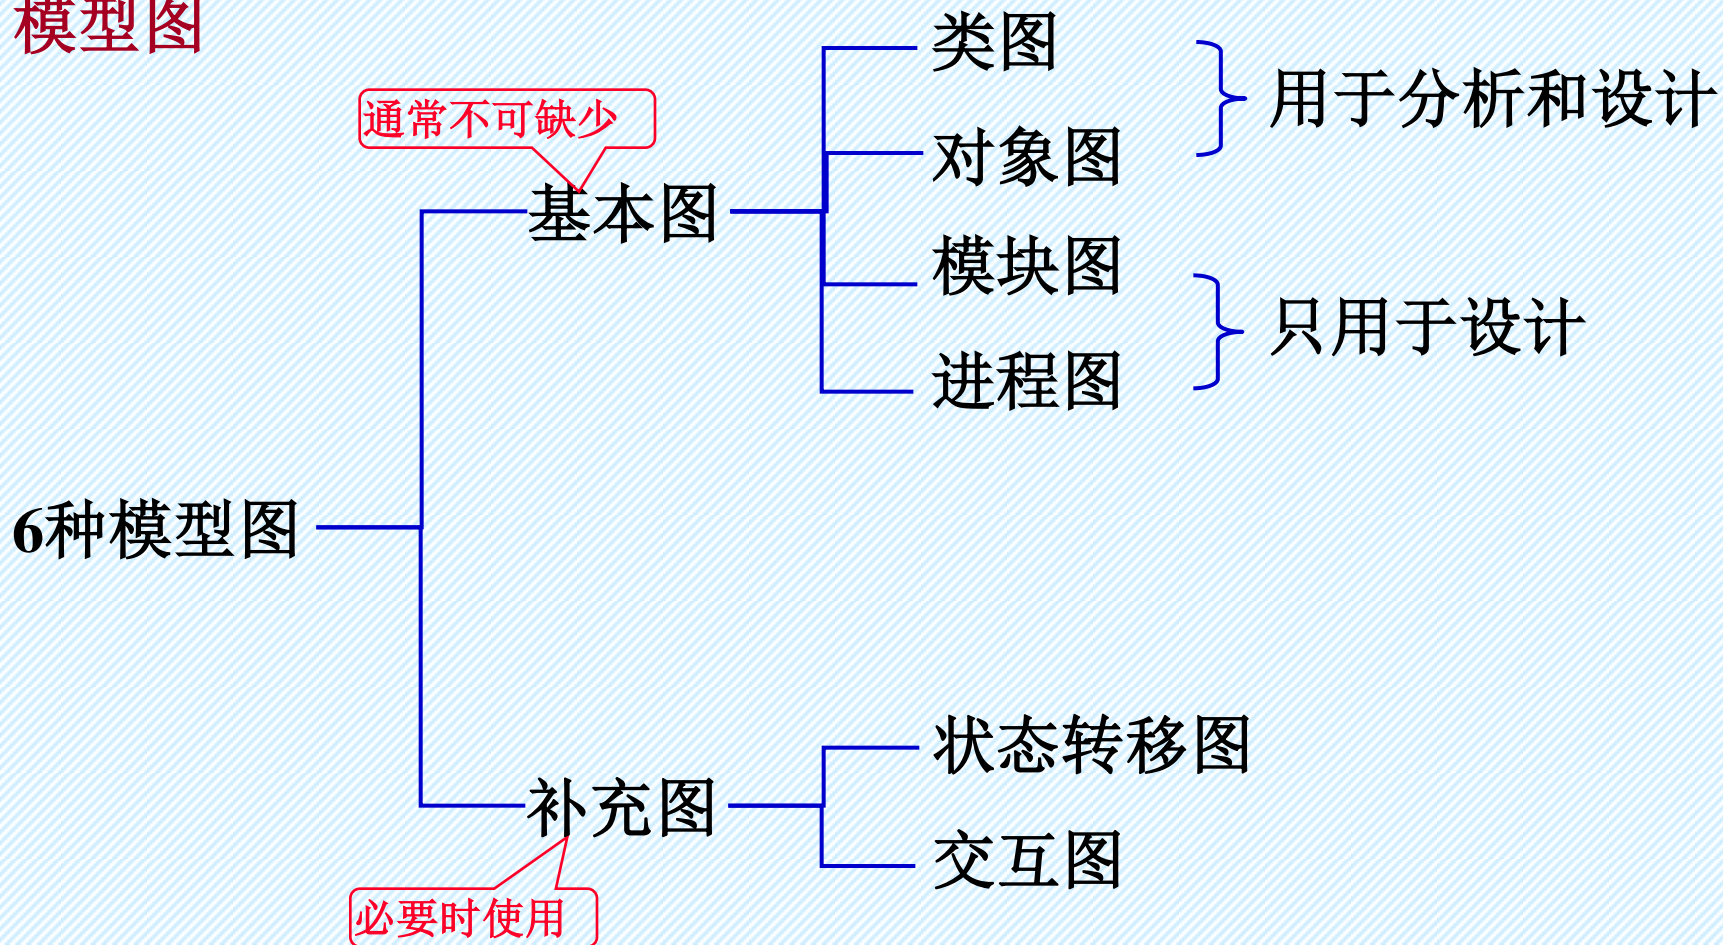 模型图
类图
用于分析和设计
通常不可缺少
对象图
基本图
模块图
只用于设计
进程图
6种模型图
状态转移图
补充图
交互图
必要时使用